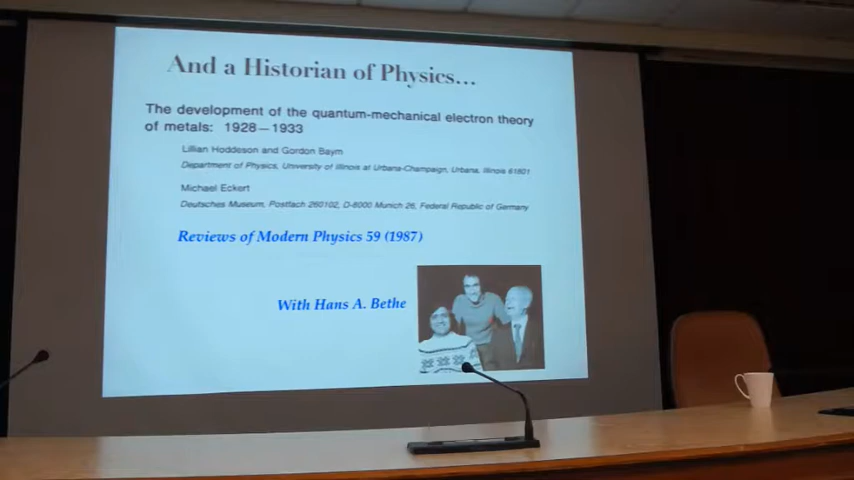 And a Historian of Physics...
The development of the quantum-mechanical electron theory
of metals: 1928—1933
Lillian Hoddeson and Gordon Baym
Department of Physics, University of Illinois at Urbana-Champaign, Urbana, Illinois 61801
Michael Eckert
Deutsches Museum, Postfach 260102, D-8000 Munich 26, Federal Republic of Germany
Reviews of Modern Physics 59 (1987)
With Hans A. Bethe